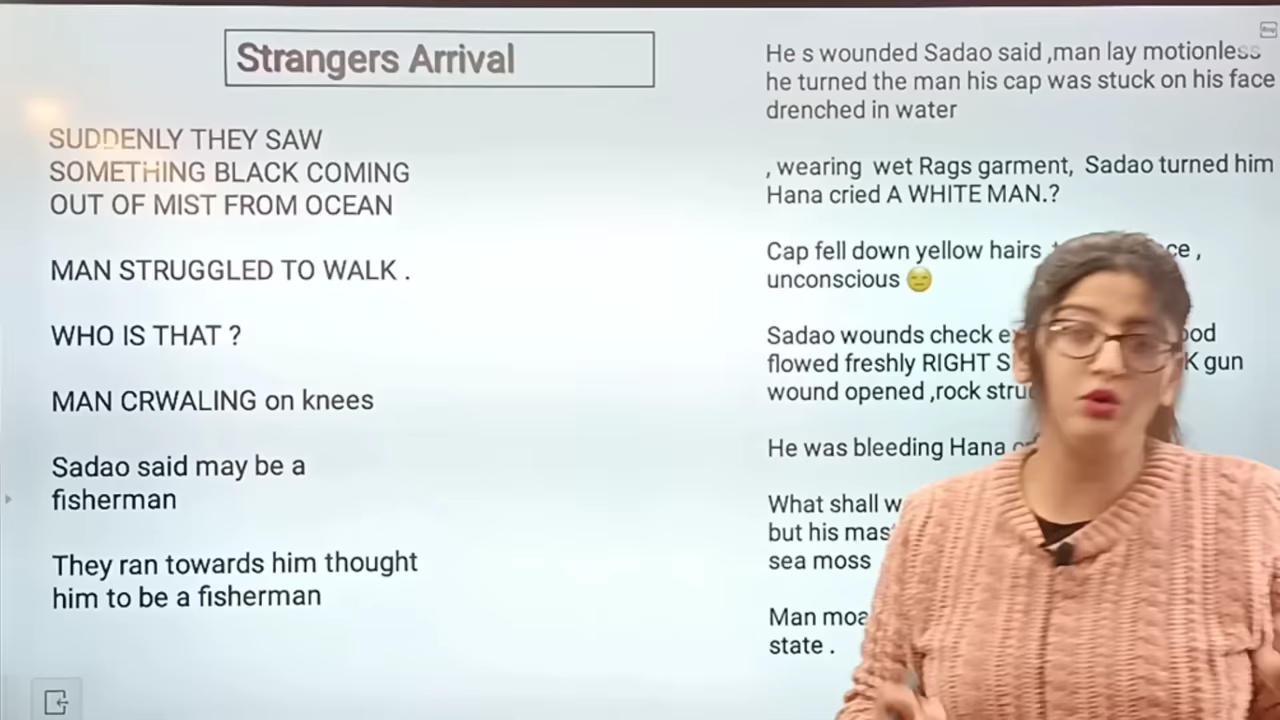 Strangers Arrival
SUDDENLY THEY SAW
SOMETHING BLACK COMING
OUT OF MIST FROM OCEAN
MAN STRUGGLED TO WALK .
WHO IS THAT ?
MAN CRWALING on knees
Sadao said may be a
fisherman
They ran towards him thought
him to be a fisherman
He s wounded Sadao said ,man lay motionless
he turned the man his cap was stuck on his face
drenched in water
, wearing wet Rags garment, Sadao turned him
Hana cried A WHITE MAN.?
Cap fell down yellow hairs
unconscious 😑
Sadao wounds check
flowed freshly RIGHT gun
wound opened ,rock
He was bleeding Hana
What shall
but his
sea moss
Man
state .